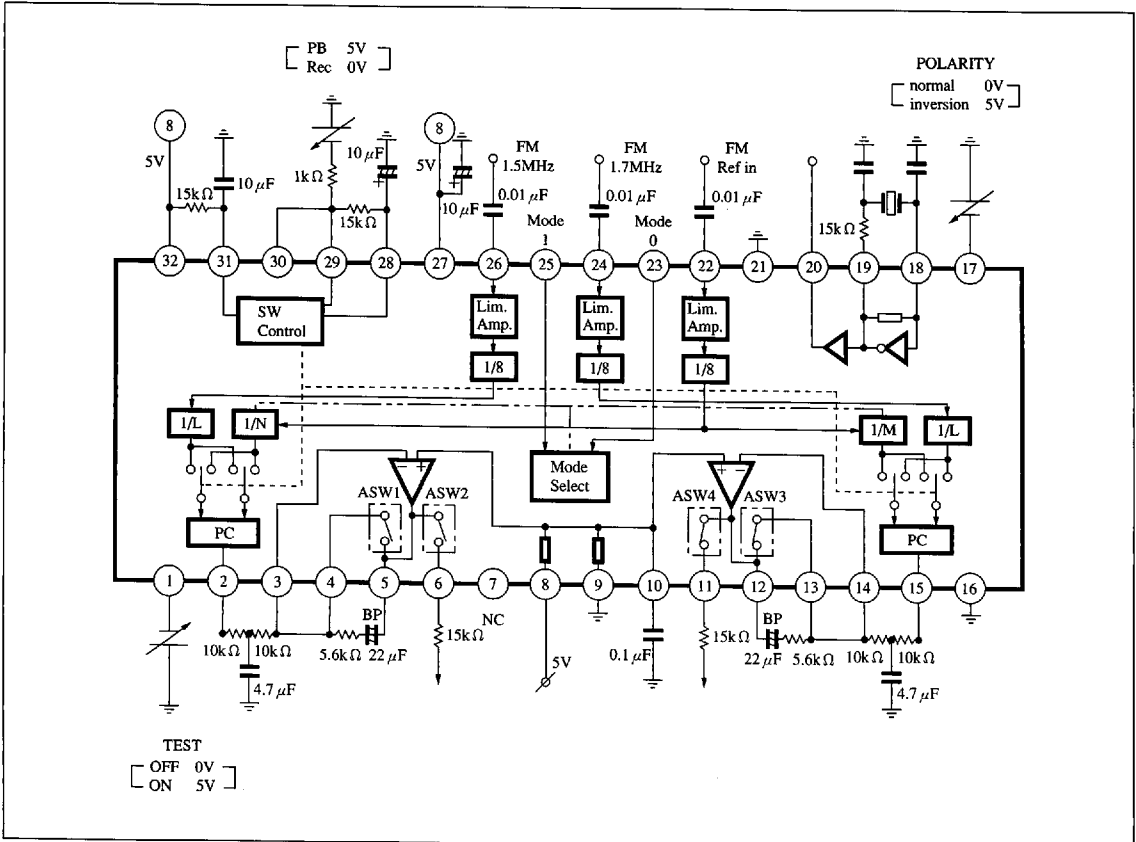 PB 5V
Rec 0V
POLARITY
normal 0V
inversion 5V
8
8
FM
1.5MHz
FM
1.7MHz
FM
Ref in
5V
10μF
15kΩ
1kΩ
10μF
15kΩ
5V
10μF
0.01μF
Mode
1
0.01μF
Mode
0
0.01μF
15kΩ
32
31
30
29
28
27
26
25
24
23
22
21
20
19
18
17
SW
Control
Lim.
Amp.
Lim.
Amp.
Lim.
Amp.
1/8
1/8
1/8
1/L
1/N
1/M
1/L
Mode
Select
− +
+ −
ASW1
ASW2
ASW4
ASW3
PC
PC
1
2
3
4
5
6
7
8
9
10
11
12
13
14
15
16
NC
10kΩ
10kΩ
5.6kΩ
BP
22μF
15kΩ
4.7μF
5V
0.1μF
15kΩ
BP
22μF
5.6kΩ
10kΩ
10kΩ
4.7μF
TEST
OFF 0V
ON 5V